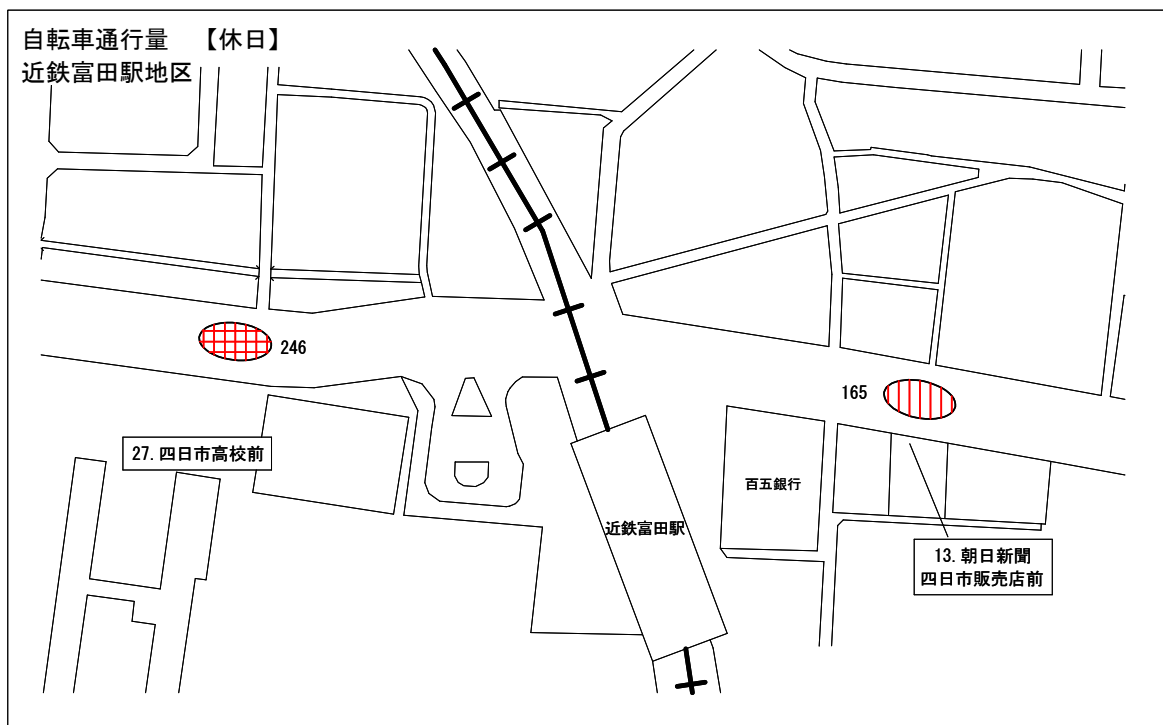 自転車通行量　【休日】
近鉄富田駅地区
246
165
27. 四日市高校前
百五銀行
近鉄富田駅
13. 朝日新聞
四日市販売店前